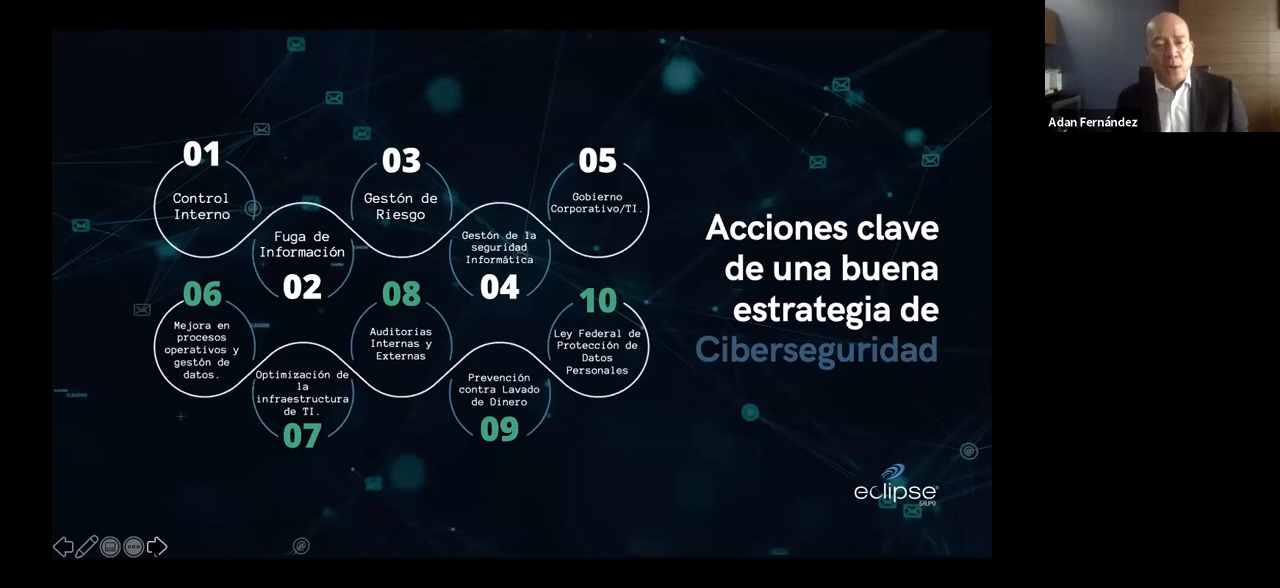 01
Control
Interno
Fuga de
Información
02
03
Gestón de
Riesgo
Gestón de la
seguridad
Informática
04
05
Gobierno
Corporativo/TI.
06
Mejora en
procesos
operativos y
gestón de
datos.
Optimización de
la
infraestructura
de TI.
07
08
Auditorias
Internas y
Externas
Prevención
contra Lavado
de Dinero
09
10
Ley Federal de
Protección de
Datos
Personales
Acciones clave
de una buena
estrategia de
Ciberseguridad
eclipse
GRUPO
Adan Fernández